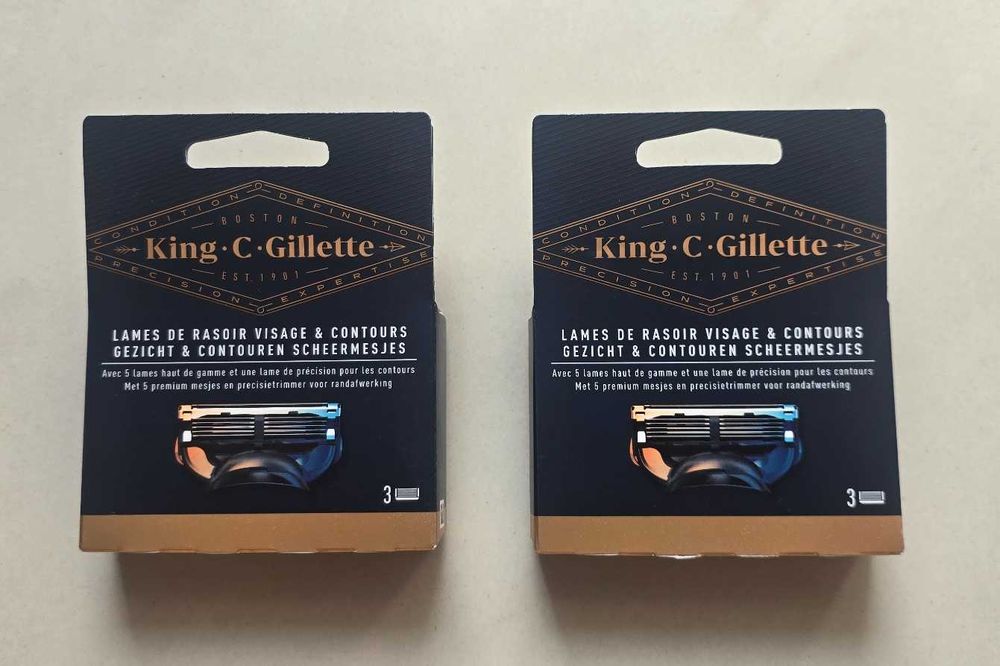 CONDITION DEFINITION
BOSTON
King · C · Gillette
EST. 1901
PRECISION EXPERTISE
LAMES DE RASOIR VISAGE & CONTOURS
GEZICHT & CONTOUREN SCHEERMESJES
Avec 5 lames haut de gamme et une lame de précision pour les contours
Met 5 premium mesjes en precisietrimmer voor randafwerking
3
CONDITION DEFINITION
BOSTON
King · C · Gillette
EST. 1901
PRECISION EXPERTISE
LAMES DE RASOIR VISAGE & CONTOURS
GEZICHT & CONTOUREN SCHEERMESJES
Avec 5 lames haut de gamme et une lame de précision pour les contours
Met 5 premium mesjes en precisietrimmer voor randafwerking
3